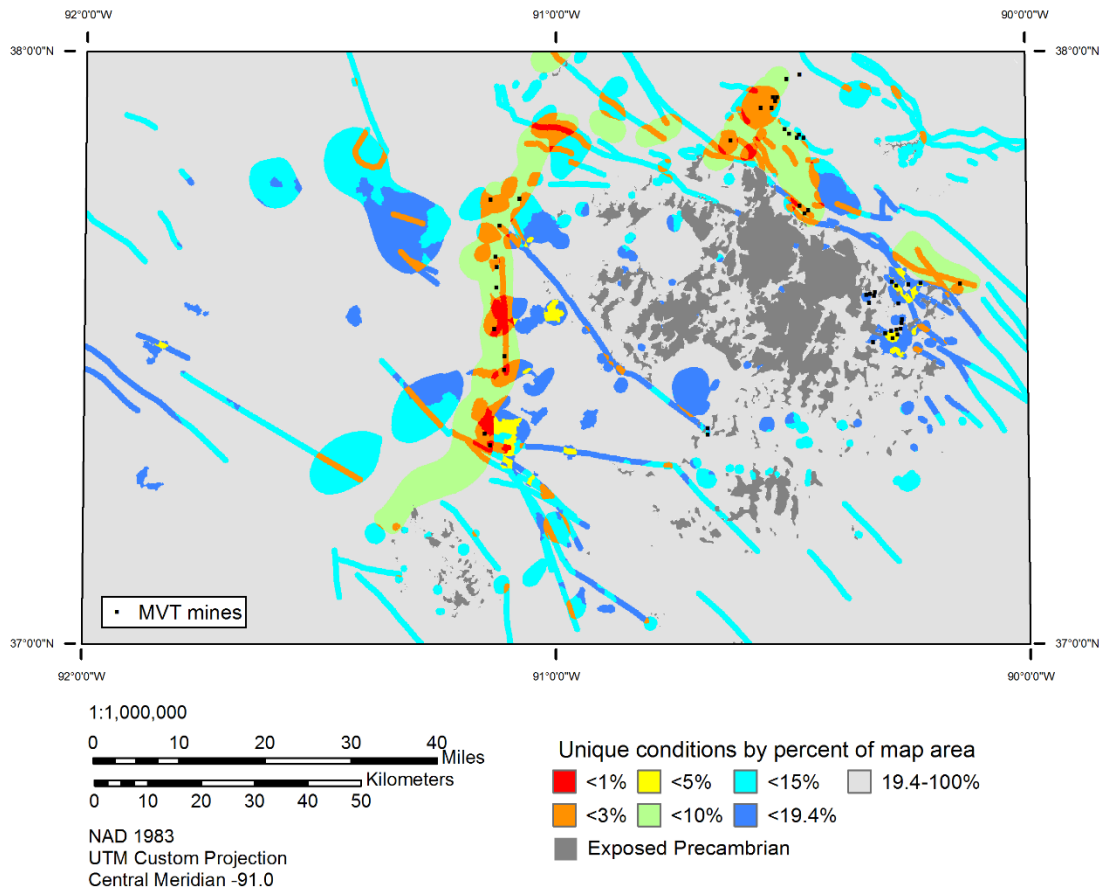 92°0'0"W 91°0'0"W 90°0'0"W
38°0'0"N 38°0'0"N
MVT mines
37°0'0"N 37°0'0"N
92°0'0"W 91°0'0"W 90°0'0"W
1:1,000,000
0 10 20 30 40
Miles
Kilometers
0 10 20 30 40 50
NAD 1983
UTM Custom Projection
Central Meridian -91.0
Unique conditions by percent of map area
<1% <5% <15% 19.4-100%
<3% <10% <19.4%
Exposed Precambrian